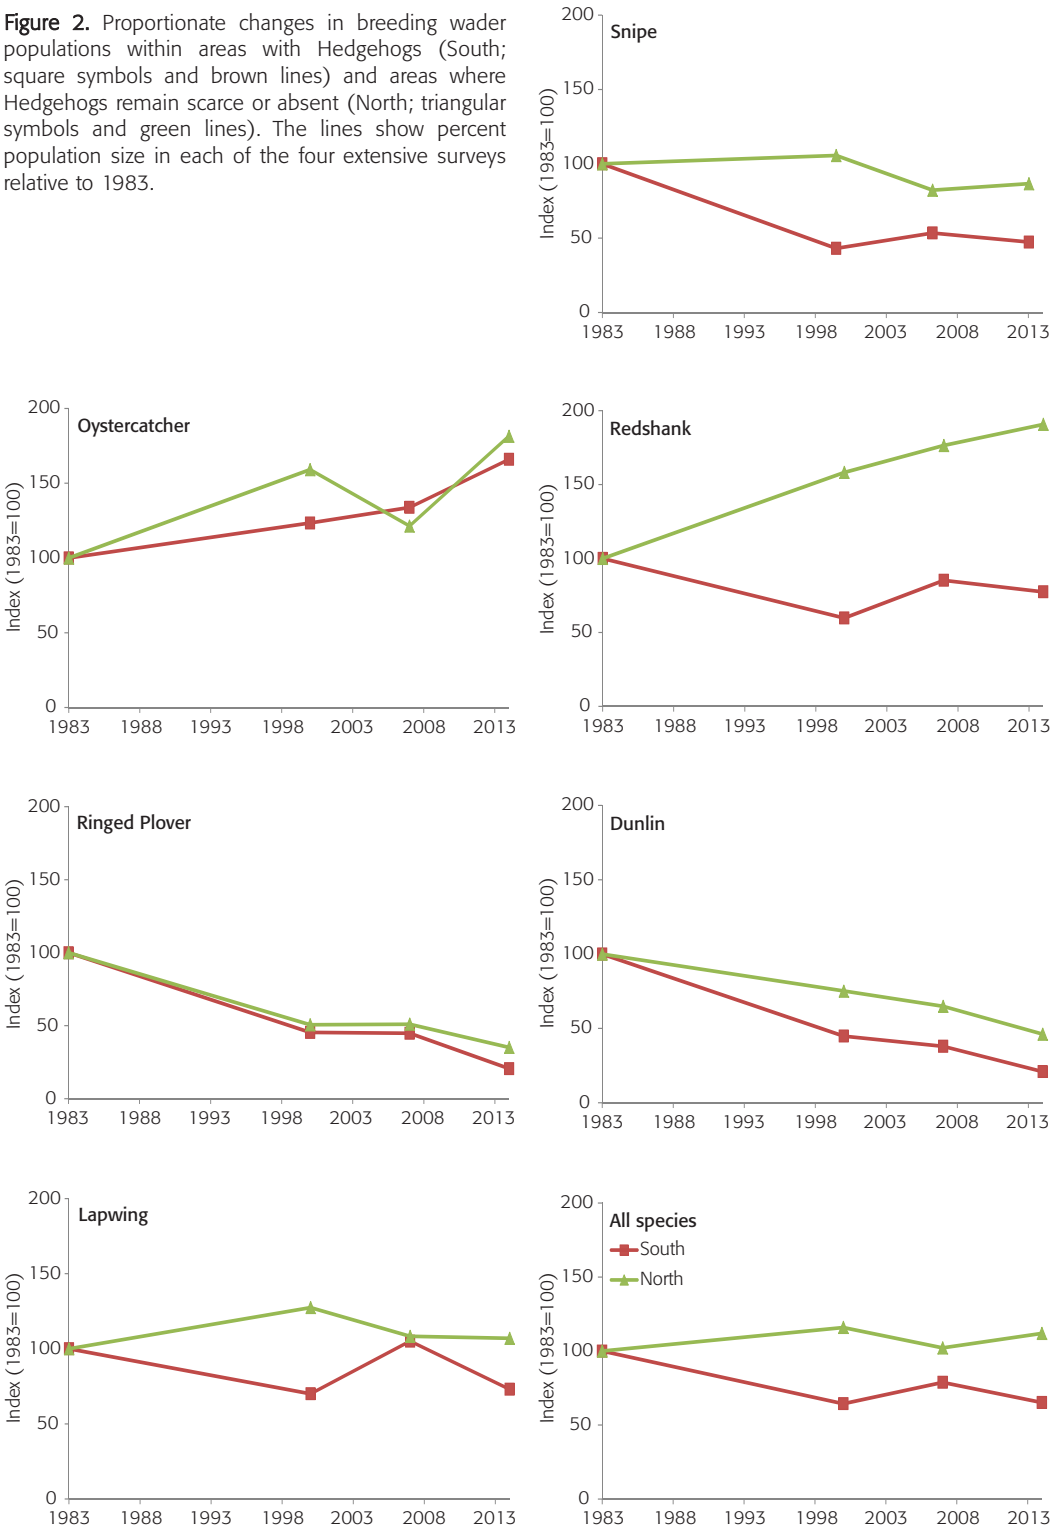 Figure 2. Proportionate changes in breeding wader
populations within areas with Hedgehogs (South;
square symbols and brown lines) and areas where
Hedgehogs remain scarce or absent (North; triangular
symbols and green lines). The lines show percent
population size in each of the four extensive surveys
relative to 1983.
Snipe
Index (1983=100)
200
150
100
50
0
1983 1988 1993 1998 2003 2008 2013
Oystercatcher
Index (1983=100)
200
150
100
50
0
1983 1988 1993 1998 2003 2008 2013
Redshank
Index (1983=100)
200
150
100
50
0
1983 1988 1993 1998 2003 2008 2013
Ringed Plover
Index (1983=100)
200
150
100
50
0
1983 1988 1993 1998 2003 2008 2013
Dunlin
Index (1983=100)
200
150
100
50
0
1983 1988 1993 1998 2003 2008 2013
Lapwing
Index (1983=100)
200
150
100
50
0
1983 1988 1993 1998 2003 2008 2013
All species
South
North
Index (1983=100)
200
150
100
50
0
1983 1988 1993 1998 2003 2008 2013